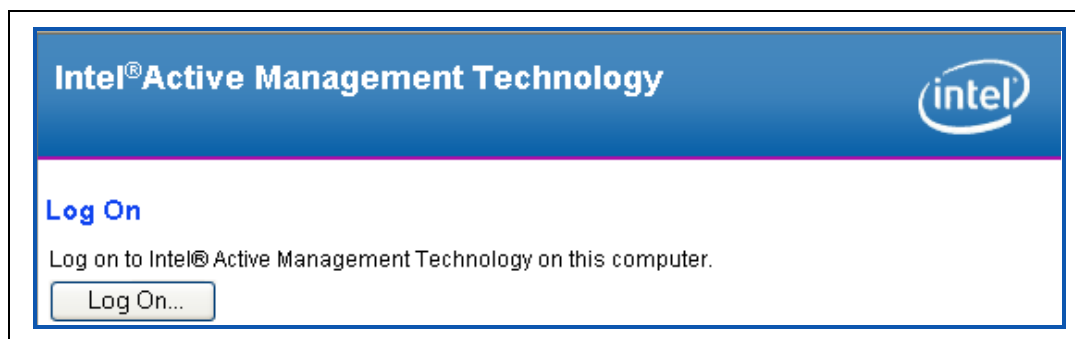 Intel®Active Management Technology
intel
Log On
Log on to Intel® Active Management Technology on this computer.
Log On...